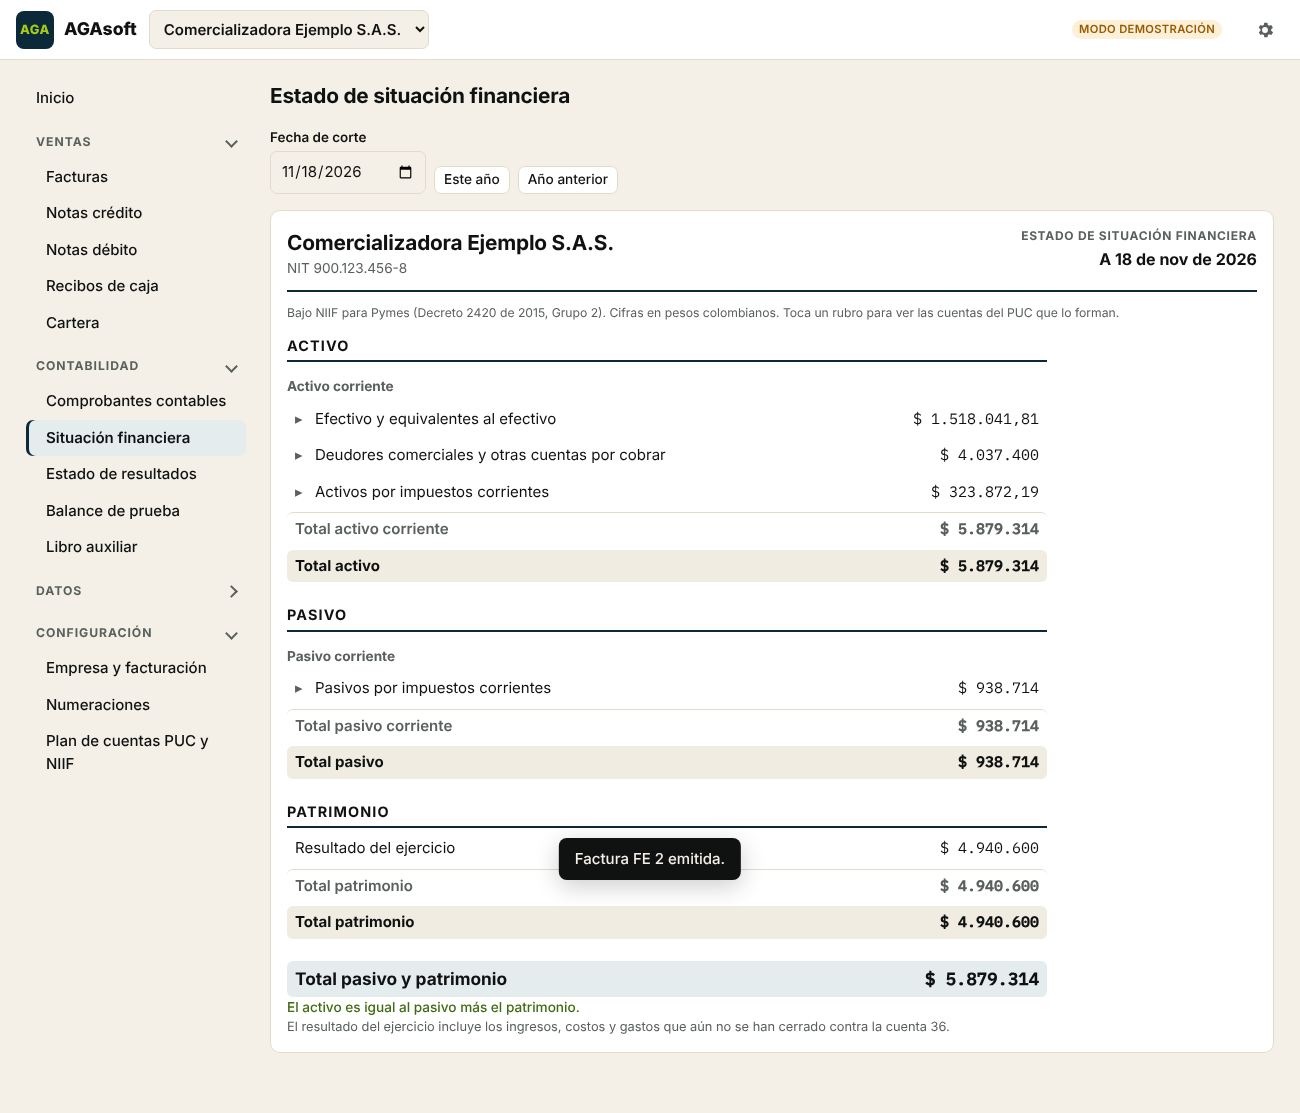 AGA AGAsoft Comercializadora Ejemplo S.A.S. MODO DEMOSTRACIÓN
Inicio
VENTAS
Facturas
Notas crédito
Notas débito
Recibos de caja
Cartera
CONTABILIDAD
Comprobantes contables
Situación financiera
Estado de resultados
Balance de prueba
Libro auxiliar
DATOS
CONFIGURACIÓN
Empresa y facturación
Numeraciones
Plan de cuentas PUC y
NIIF
Estado de situación financiera
Fecha de corte
11/18/2026 Este año Año anterior
Comercializadora Ejemplo S.A.S.
NIT 900.123.456-8
ESTADO DE SITUACIÓN FINANCIERA
A 18 de nov de 2026
Bajo NIIF para Pymes (Decreto 2420 de 2015, Grupo 2). Cifras en pesos colombianos. Toca un rubro para ver las cuentas del PUC que lo forman.
ACTIVO
Activo corriente
▸ Efectivo y equivalentes al efectivo $ 1.518.041,81
▸ Deudores comerciales y otras cuentas por cobrar $ 4.037.400
▸ Activos por impuestos corrientes $ 323.872,19
Total activo corriente $ 5.879.314
Total activo $ 5.879.314
PASIVO
Pasivo corriente
▸ Pasivos por impuestos corrientes $ 938.714
Total pasivo corriente $ 938.714
Total pasivo $ 938.714
PATRIMONIO
Resultado del ejercicio $ 4.940.600
Factura FE 2 emitida.
Total patrimonio $ 4.940.600
Total patrimonio $ 4.940.600
Total pasivo y patrimonio $ 5.879.314
El activo es igual al pasivo más el patrimonio.
El resultado del ejercicio incluye los ingresos, costos y gastos que aún no se han cerrado contra la cuenta 36.